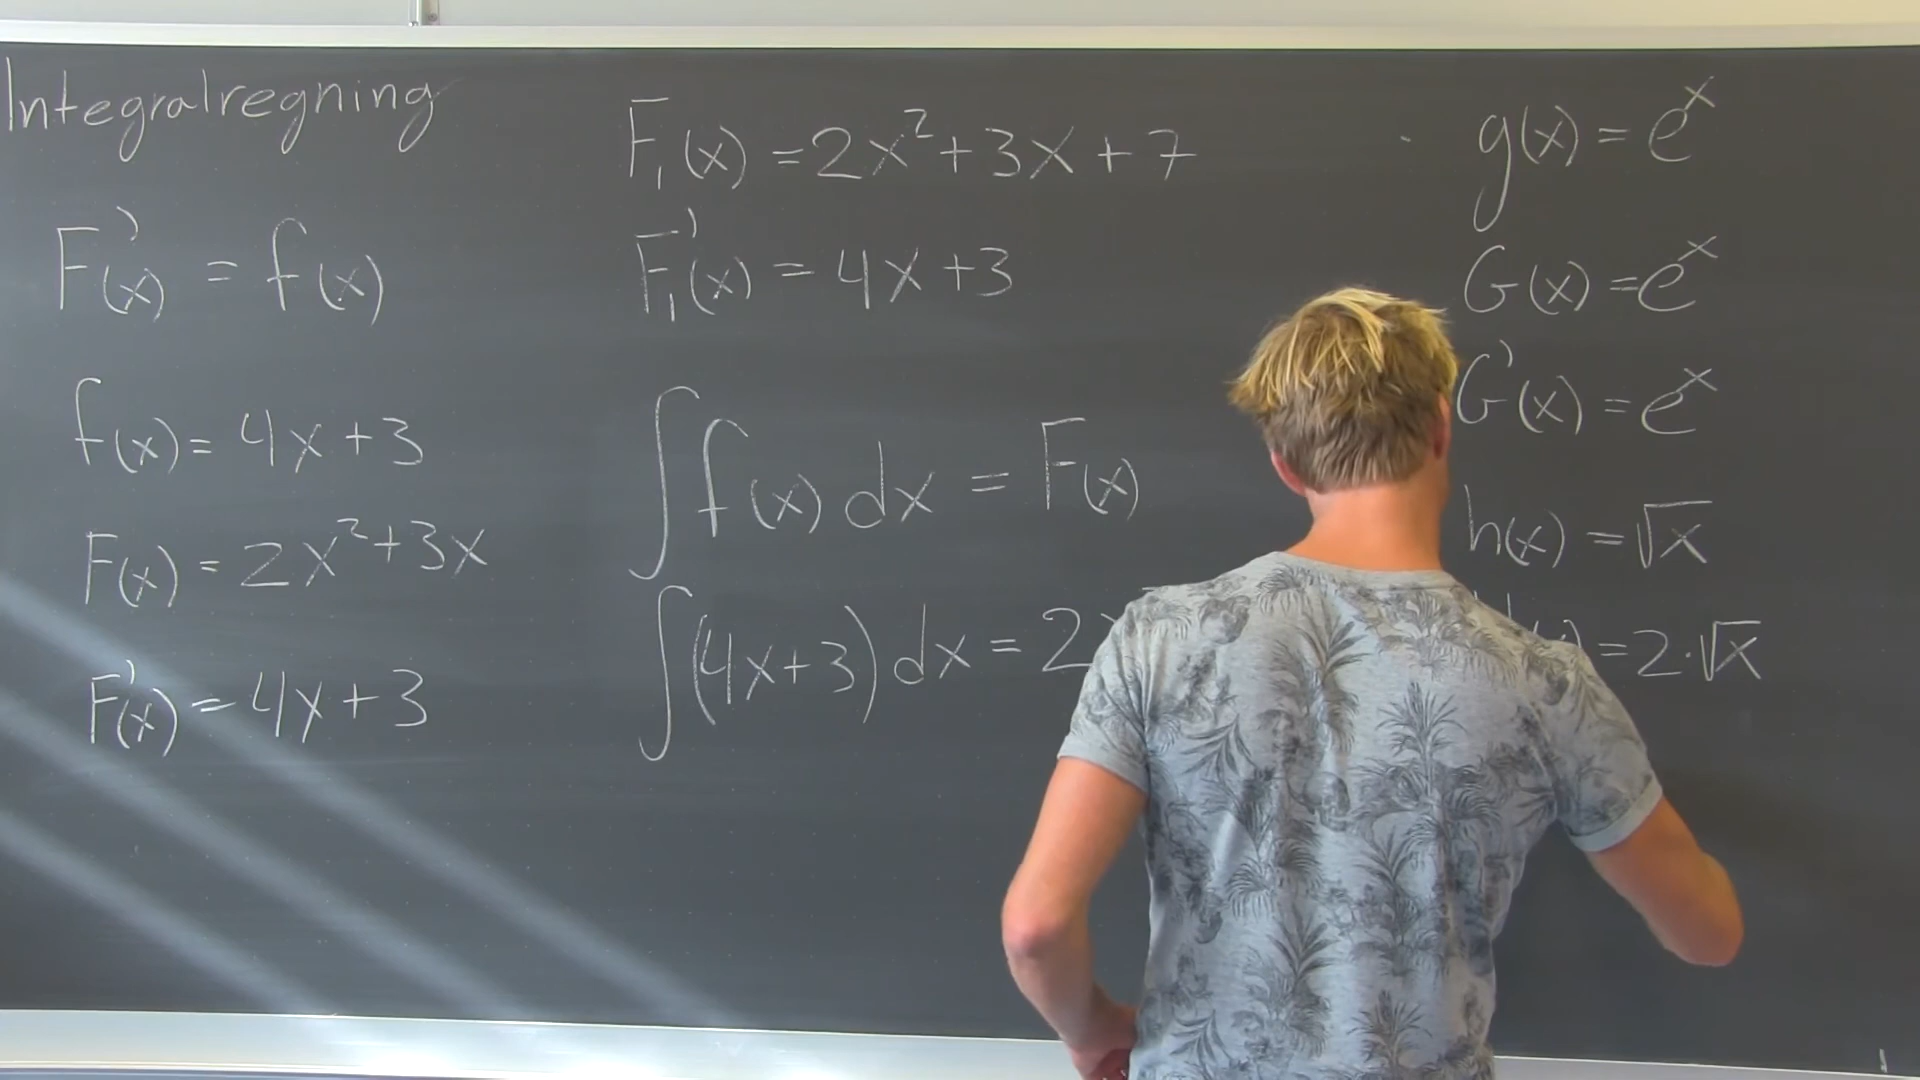 Integralregning
F'(x) = f(x)
f(x) = 4x+3
F(x) = 2x²+3x
F'(x) = 4x+3
F₁(x) = 2x²+3x+7
F₁'(x) = 4x+3
∫f(x) dx = F(x)
∫(4x+3) dx = 2
g(x) = eˣ
G(x) = eˣ
G'(x) = eˣ
h(x) = √x
= 2·√x